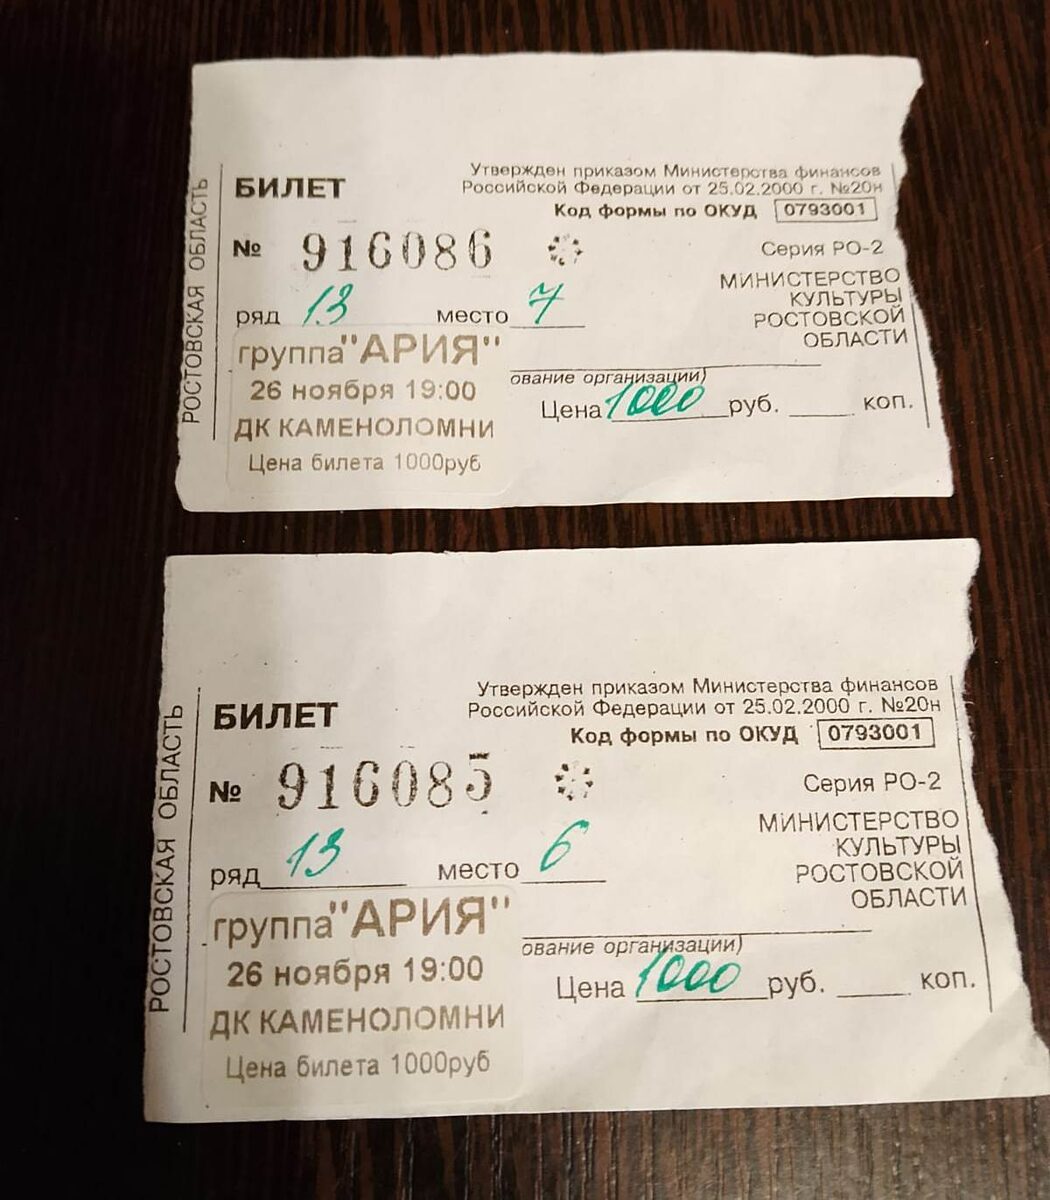 РОСТОВСКАЯ ОБЛАСТЬ
БИЛЕТ
Утвержден приказом Министерства финансов
Российской Федерации от 25.02.2000 г. №20н
Код формы по ОКУД 0793001
№ 916086
Серия РО-2
МИНИСТЕРСТВО
КУЛЬТУРЫ
РОСТОВСКОЙ
ОБЛАСТИ
ряд 13 место 7
группа "АРИЯ"
26 ноября 19:00
ДК КАМЕНОЛОМНИ
Цена билета 1000руб
ование организации)
Цена 1000 руб. коп.
РОСТОВСКАЯ ОБЛАСТЬ
БИЛЕТ
Утвержден приказом Министерства финансов
Российской Федерации от 25.02.2000 г. №20н
Код формы по ОКУД 0793001
№ 916085
Серия РО-2
МИНИСТЕРСТВО
КУЛЬТУРЫ
РОСТОВСКОЙ
ОБЛАСТИ
ряд 13 место 6
группа "АРИЯ"
26 ноября 19:00
ДК КАМЕНОЛОМНИ
Цена билета 1000руб
ование организации)
Цена 1000 руб. коп.